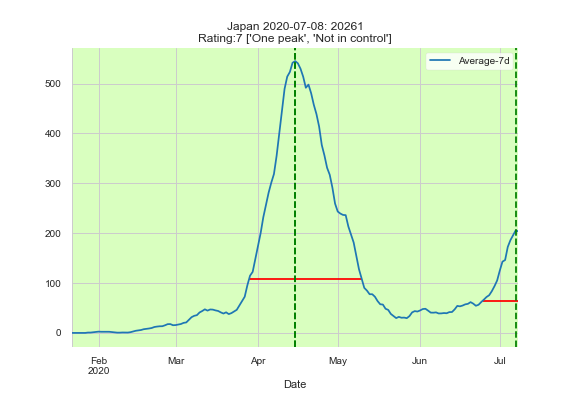 Japan 2020-07-08: 20261
Rating:7 ['One peak', 'Not in control']
Average-7d
500
400
300
200
100
0
Feb Mar Apr May Jun Jul
2020
Date